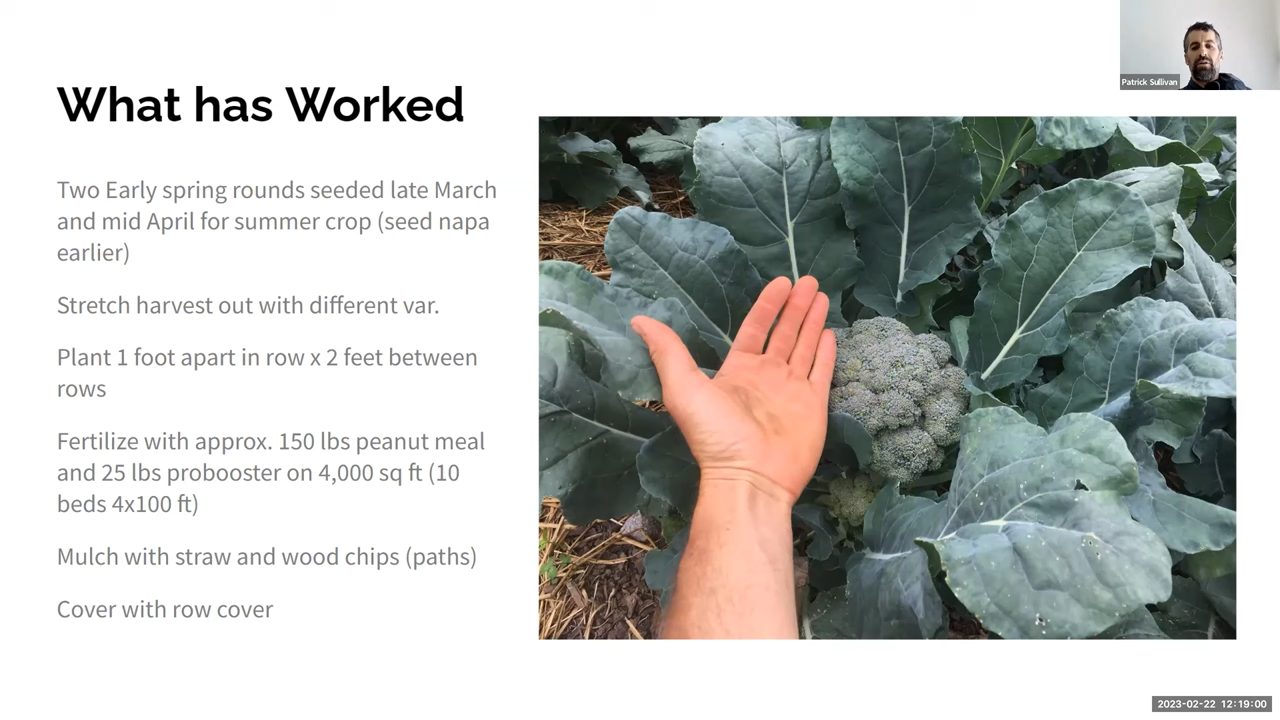 Patrick Sullivan
What has Worked
Two Early spring rounds seeded late March
and mid April for summer crop (seed napa
earlier)
Stretch harvest out with different var.
Plant 1 foot apart in row x 2 feet between
rows
Fertilize with approx. 150 lbs peanut meal
and 25 lbs probooster on 4,000 sq ft (10
beds 4x100 ft)
Mulch with straw and wood chips (paths)
Cover with row cover
2023-02-22 12:19:00